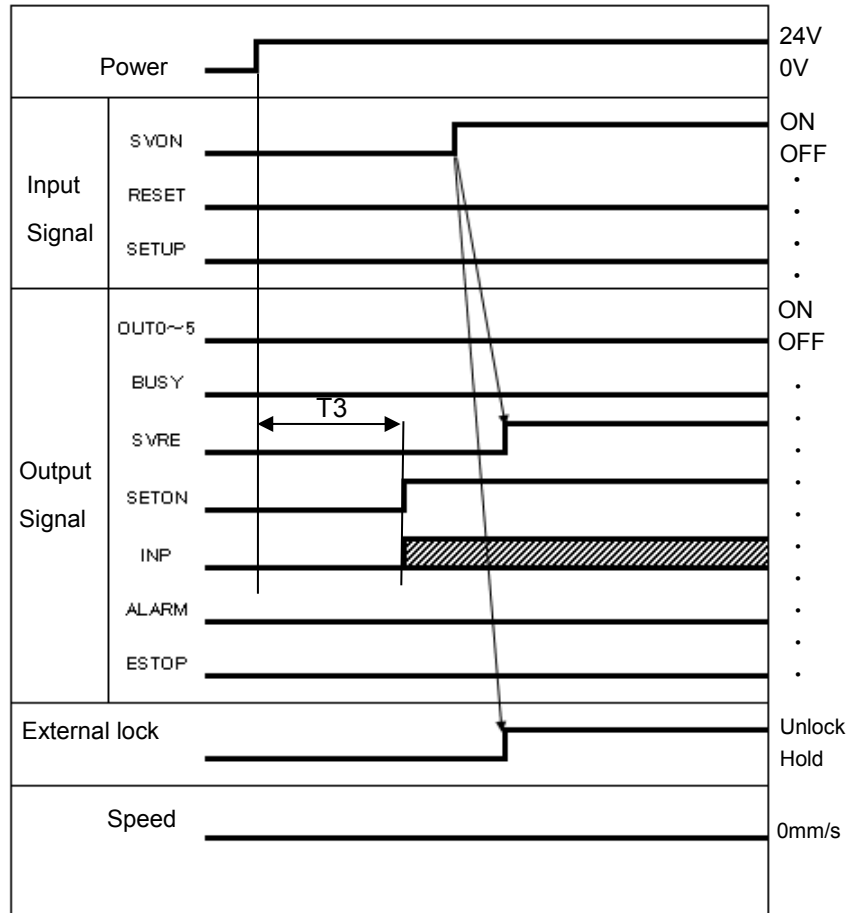 24V
Power
0V
Input
Signal
SVON
ON
OFF
RESET
SETUP
Output
Signal
OUT0~5
ON
OFF
BUSY
T3
SVRE
SETON
INP
ALARM
ESTOP
External lock
Unlock
Hold
Speed
0mm/s